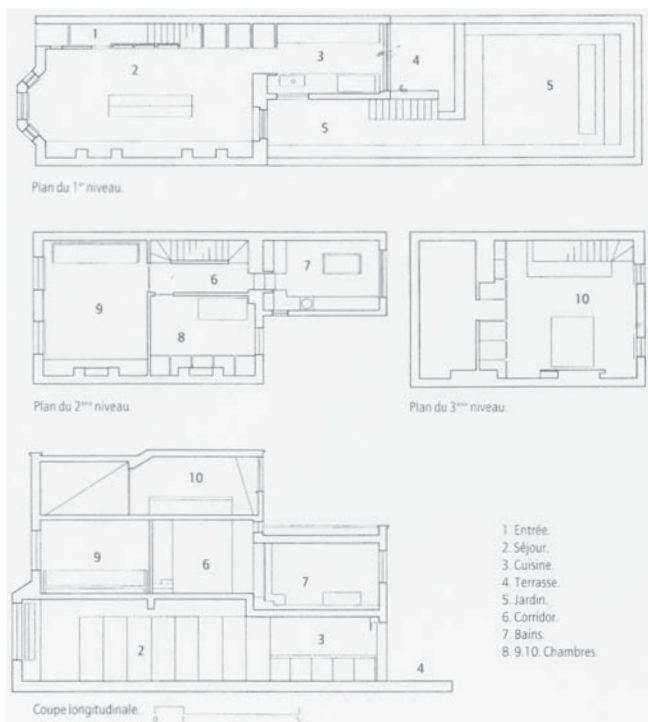 1
2
3
4
5
5
Plan du 1er niveau.
9
6
8
7
10
Plan du 2ème niveau.
Plan du 3ème niveau.
10
9
6
7
2
3
4
1 Entrée.
2. Séjour.
3. Cuisine.
4. Terrasse.
5. Jardin.
6. Corridor.
7. Bains.
8. 9.10. Chambres.
Coupe longitudinale.